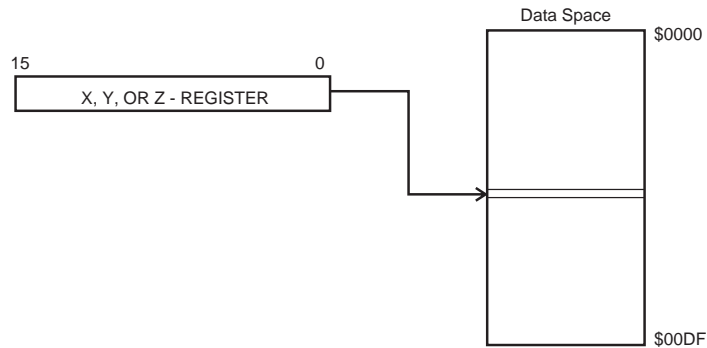 Data Space
$0000
15 0
X, Y, OR Z - REGISTER
$00DF